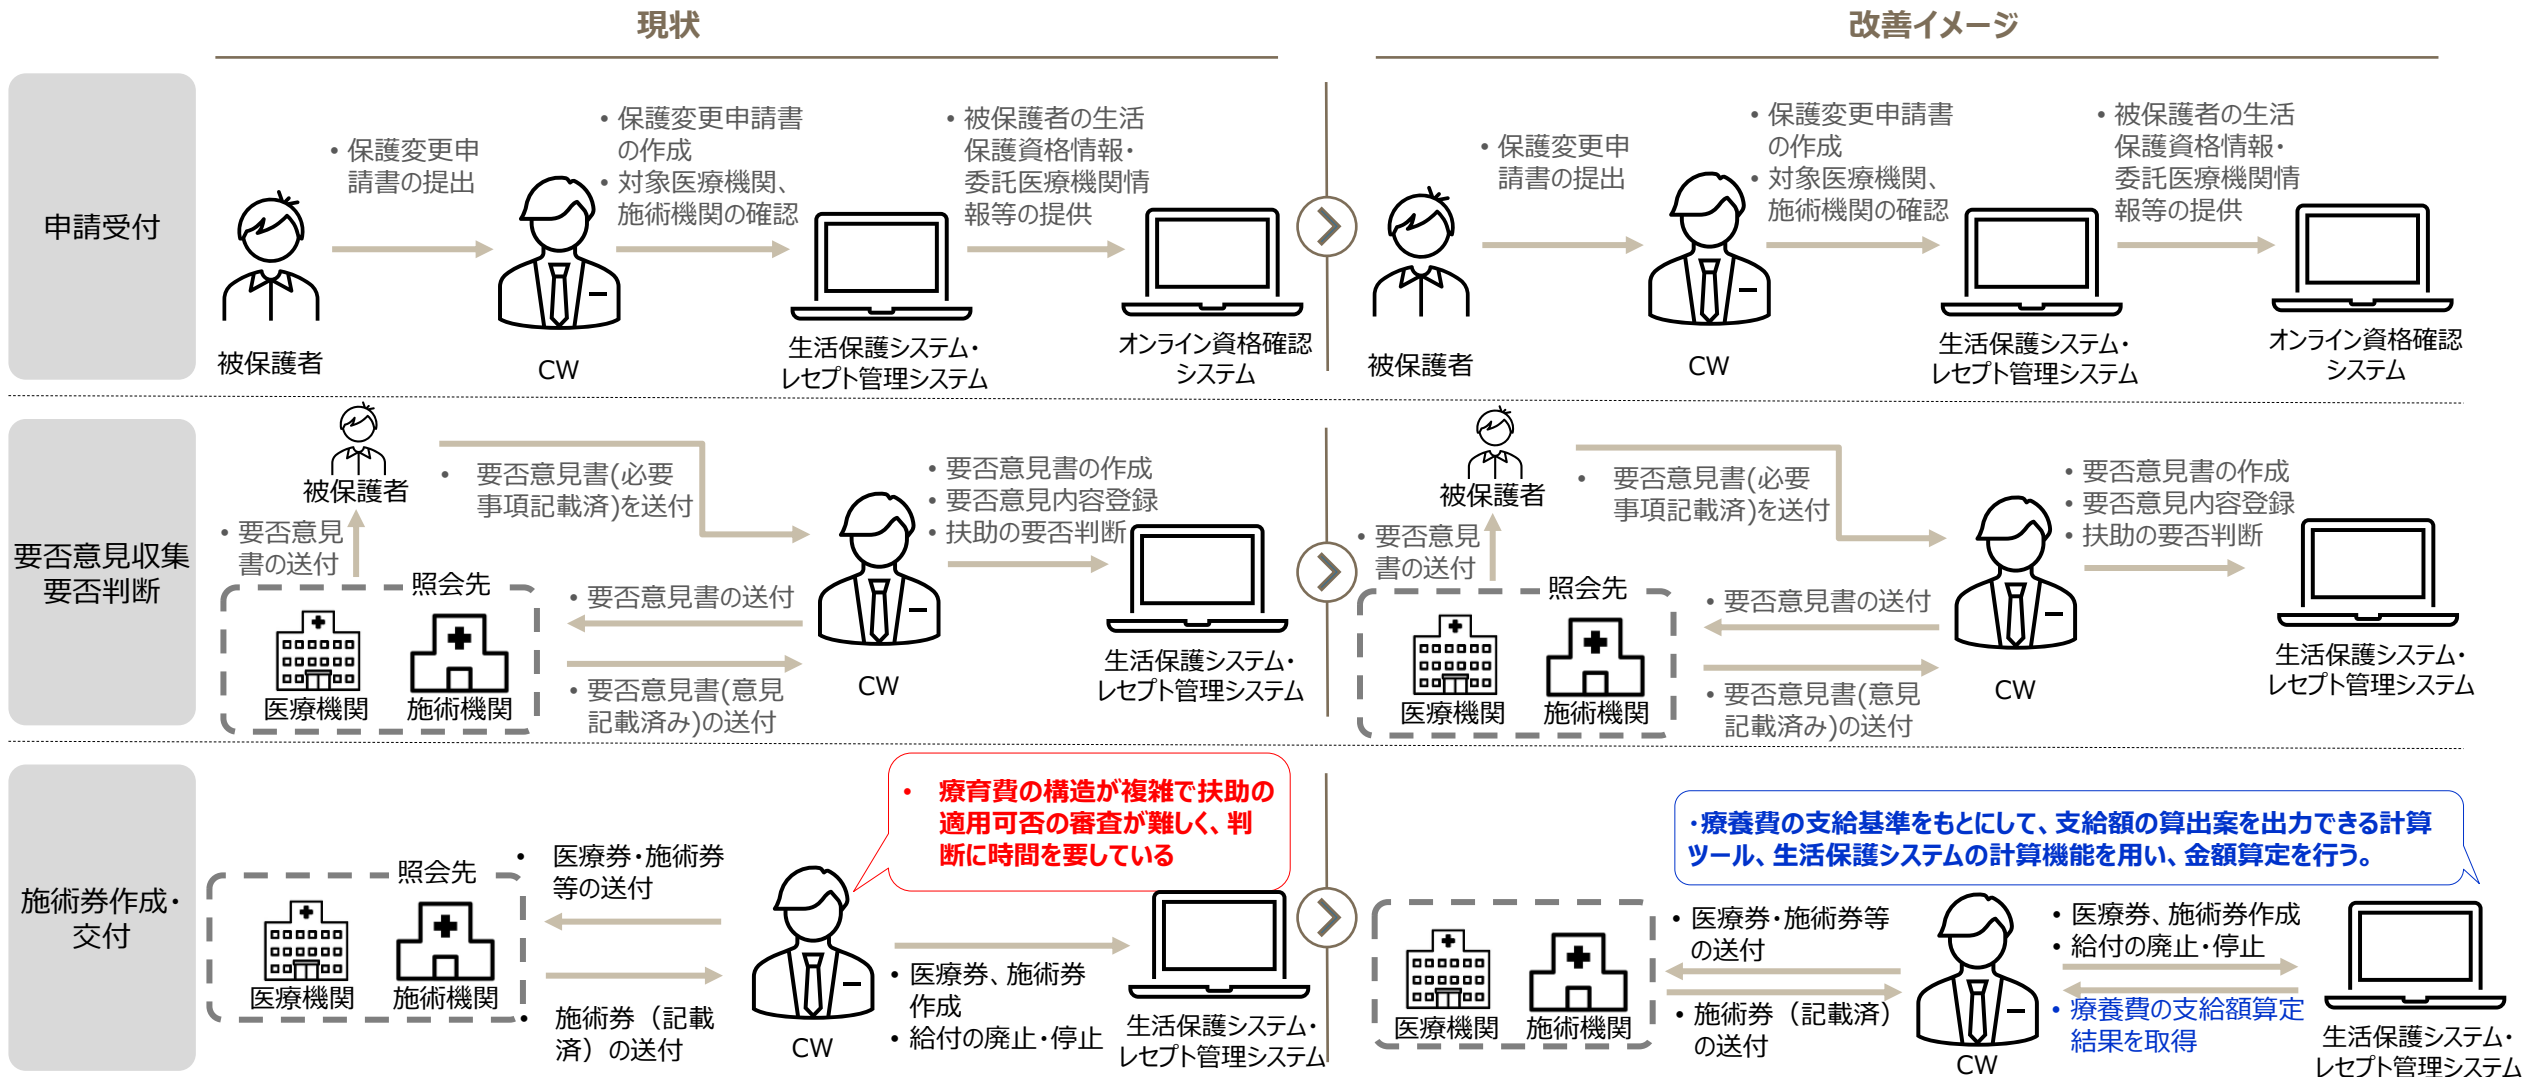 現状
改善イメージ
申請受付
・保護変更申
請書の提出
・保護変更申請書
の作成
・対象医療機関、
施術機関の確認
・被保護者の生活
保護資格情報・
委託医療機関情
報等の提供
被保護者
CW
生活保護システム・
レセプト管理システム
オンライン資格確認
システム
・保護変更申
請書の提出
・保護変更申請書
の作成
・対象医療機関、
施術機関の確認
・被保護者の生活
保護資格情報・
委託医療機関情
報等の提供
被保護者
CW
生活保護システム・
レセプト管理システム
オンライン資格確認
システム
要否意見収集
要否判断
被保護者
・要否意見
書の送付
・要否意見書(必要
事項記載済)を送付
・要否意見書の作成
・要否意見内容登録
・扶助の要否判断
照会先
医療機関
施術機関
・要否意見書の送付
・要否意見書(意見
記載済み)の送付
CW
生活保護システム・
レセプト管理システム
被保護者
・要否意見
書の送付
・要否意見書(必要
事項記載済)を送付
・要否意見書の作成
・要否意見内容登録
・扶助の要否判断
照会先
医療機関
施術機関
・要否意見書の送付
・要否意見書(意見
記載済み)の送付
CW
生活保護システム・
レセプト管理システム
施術券作成・
交付
・療育費の構造が複雑で扶助の
適用可否の審査が難しく、判
断に時間を要している
照会先
医療機関
施術機関
・医療券・施術券
等の送付
・施術券（記載
済）の送付
CW
・医療券、施術券
作成
・給付の廃止・停止
生活保護システム・
レセプト管理システム
・療養費の支給基準をもとにして、支給額の算出案を出力できる計算
ツール、生活保護システムの計算機能を用い、金額算定を行う。
医療機関
施術機関
・医療券・施術券等
の送付
・施術券（記載済）
の送付
CW
・医療券、施術券作成
・給付の廃止・停止
・療養費の支給額算定
結果を取得
生活保護システム・
レセプト管理システム